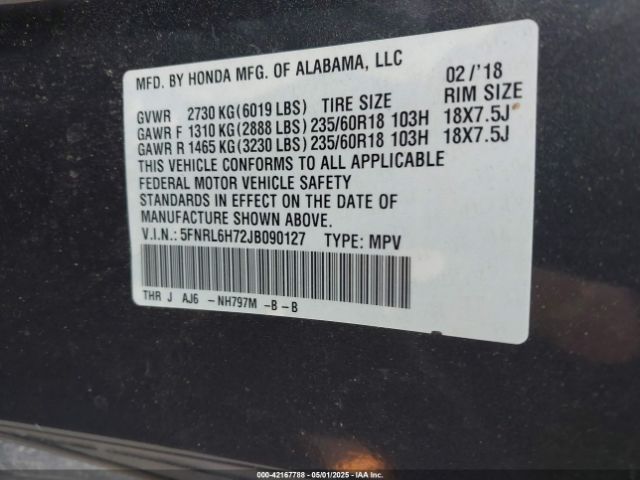 MFD. BY HONDA MFG. OF ALABAMA, LLC 02/'18
GVWR 2730 KG(6019 LBS) TIRE SIZE RIM SIZE
GAWR F 1310 KG(2888 LBS) 235/60R18 103H 18X7.5J
GAWR R 1465 KG(3230 LBS) 235/60R18 103H 18X7.5J
THIS VEHICLE CONFORMS TO ALL APPLICABLE
FEDERAL MOTOR VEHICLE SAFETY
STANDARDS IN EFFECT ON THE DATE OF
MANUFACTURE SHOWN ABOVE.
V.I.N.: 5FNRL6H72JB090127 TYPE: MPV
THR J AJ6 -NH797M -B-B
000-42167788 - 05/01/2025 - IAAI.COM